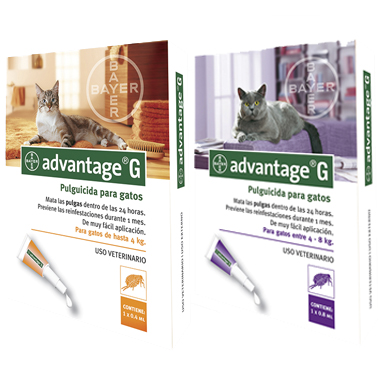 BAYER
BAYER
advantage® G
Pulguicida para gatos
Mata las pulgas dentro de las 24 horas.
Previene las reinfestaciones durante 1 mes.
De muy fácil aplicación.
Para gatos de hasta 4 kg.
USO VETERINARIO
CONTIENE:
1 x 0.4 ML
BAYER
BAYER
advantage® G
Pulguicida para gatos
Mata las pulgas dentro de las 24 horas.
Previene las reinfestaciones durante 1 mes.
De muy fácil aplicación.
Para gatos entre 4 - 8 kg.
USO VETERINARIO
CONTIENE:
1 x 0.8 ML